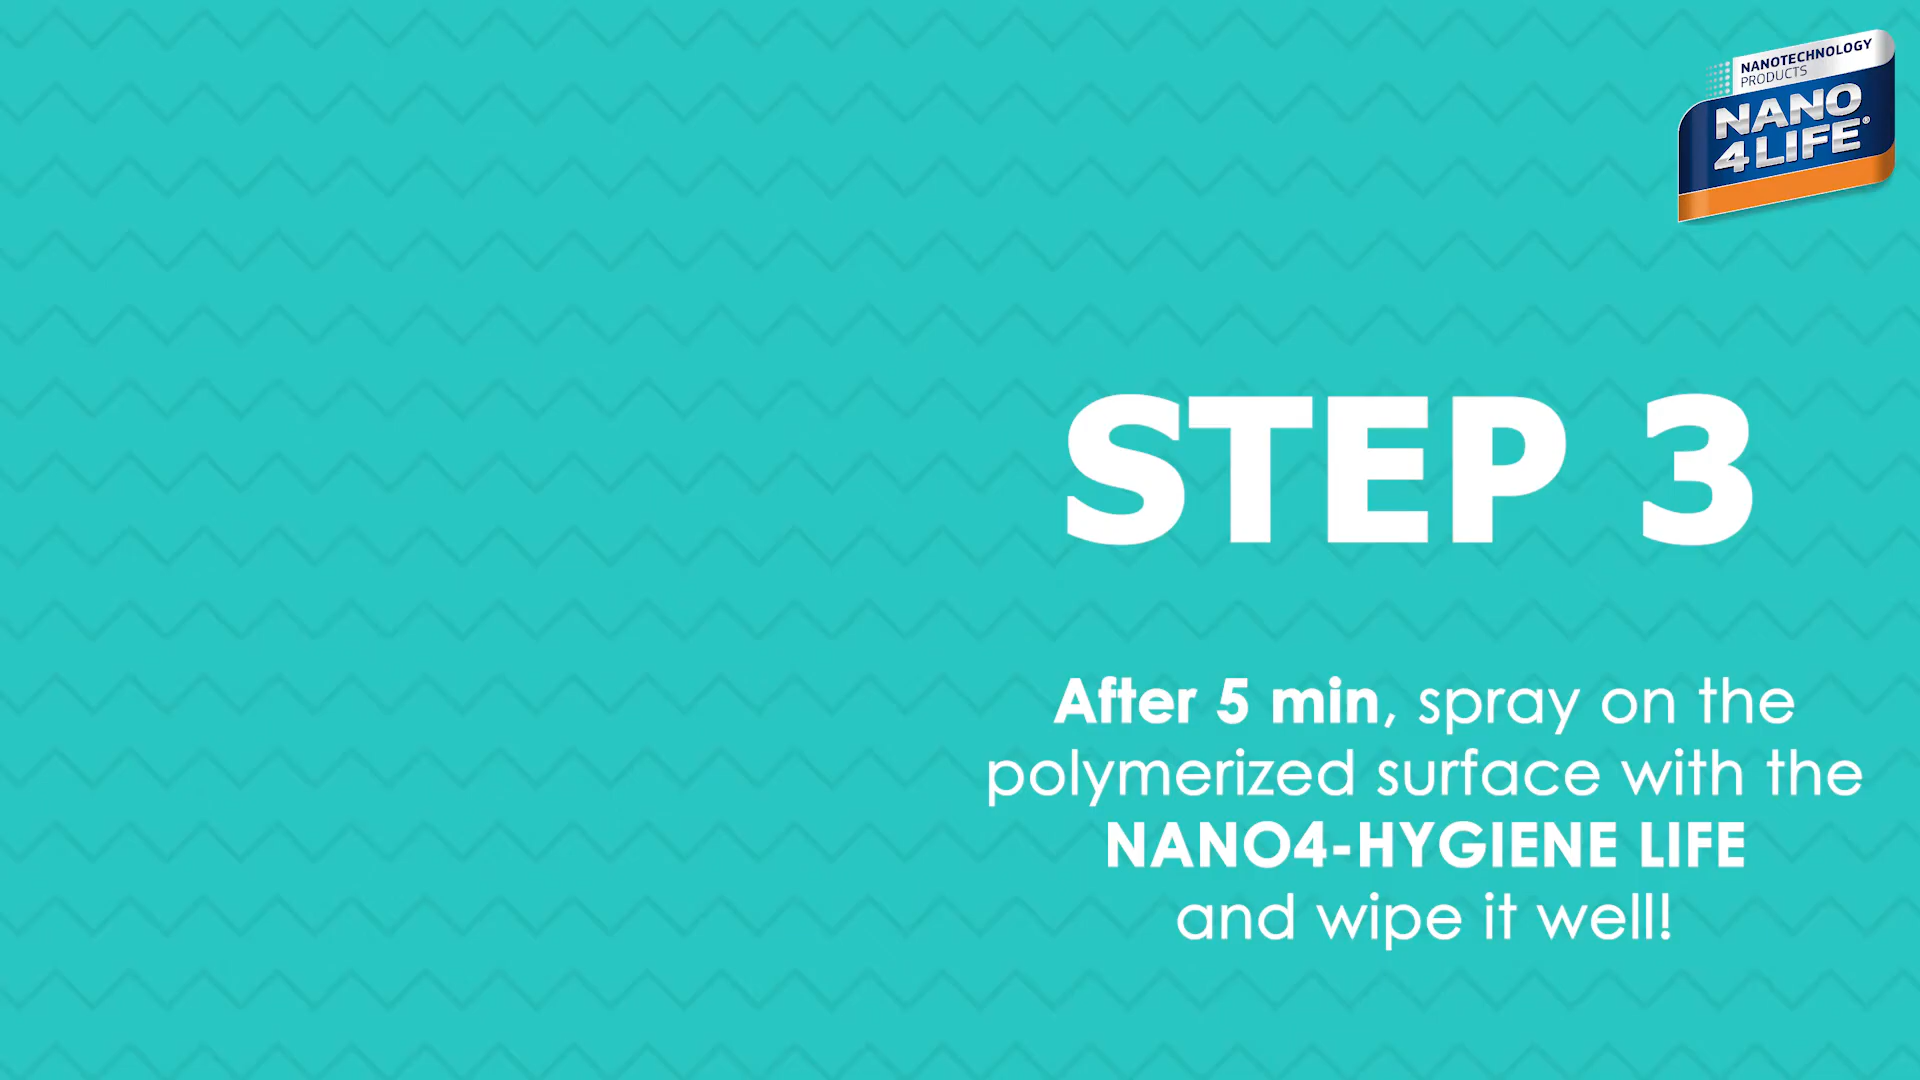 NANOTECHNOLOGY
PRODUCTS
NANO
4LIFE®
STEP 3
After 5 min, spray on the
polymerized surface with the
NANO4-HYGIENE LIFE
and wipe it well!